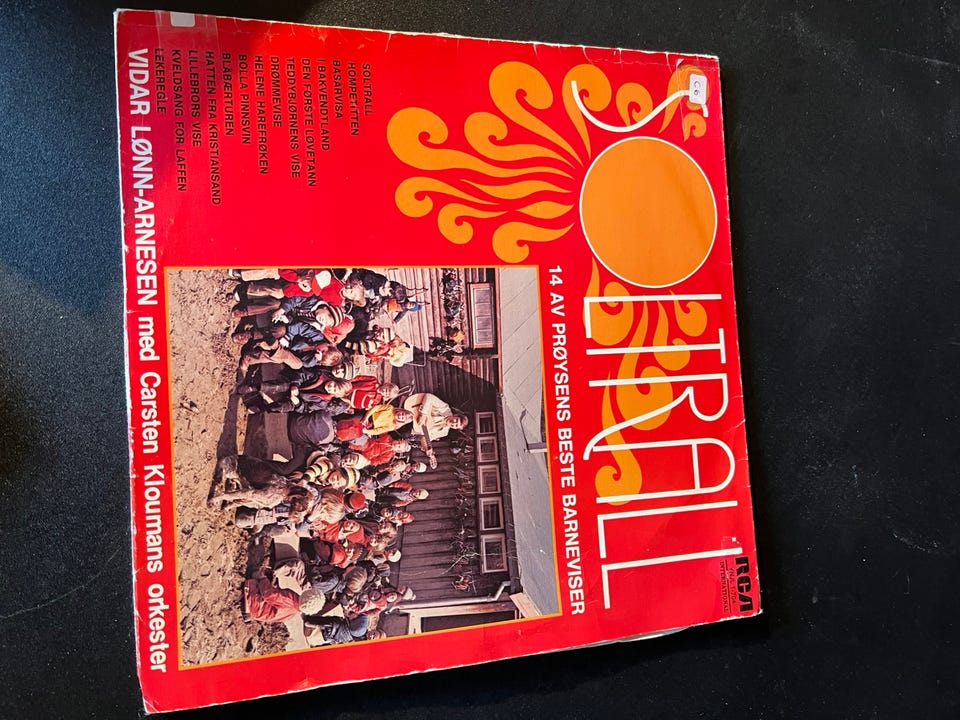 SOLTRALL
C6
RCA
INTERNATIONAL
14 AV PRØYSENS BESTE BARNEVISER
SOLTRALL
HOMPETITTEN
BASARVISA
I BAKVENDTLAND
DEN FØRSTE LØVETANN
TEDDYBJØRNENS VISE
DRØMMEVISE
HELENE HAREFRØKEN
BOLLA PINNSVIN
BLÅBÆRTUREN
HATTEN FRA KRISTIANSAND
LILLEBRORS VISE
KVELDSANG FOR LAFFEN
LEKEREGLE
VIDAR LØNN-ARNESEN med Carsten Kloumans orkester